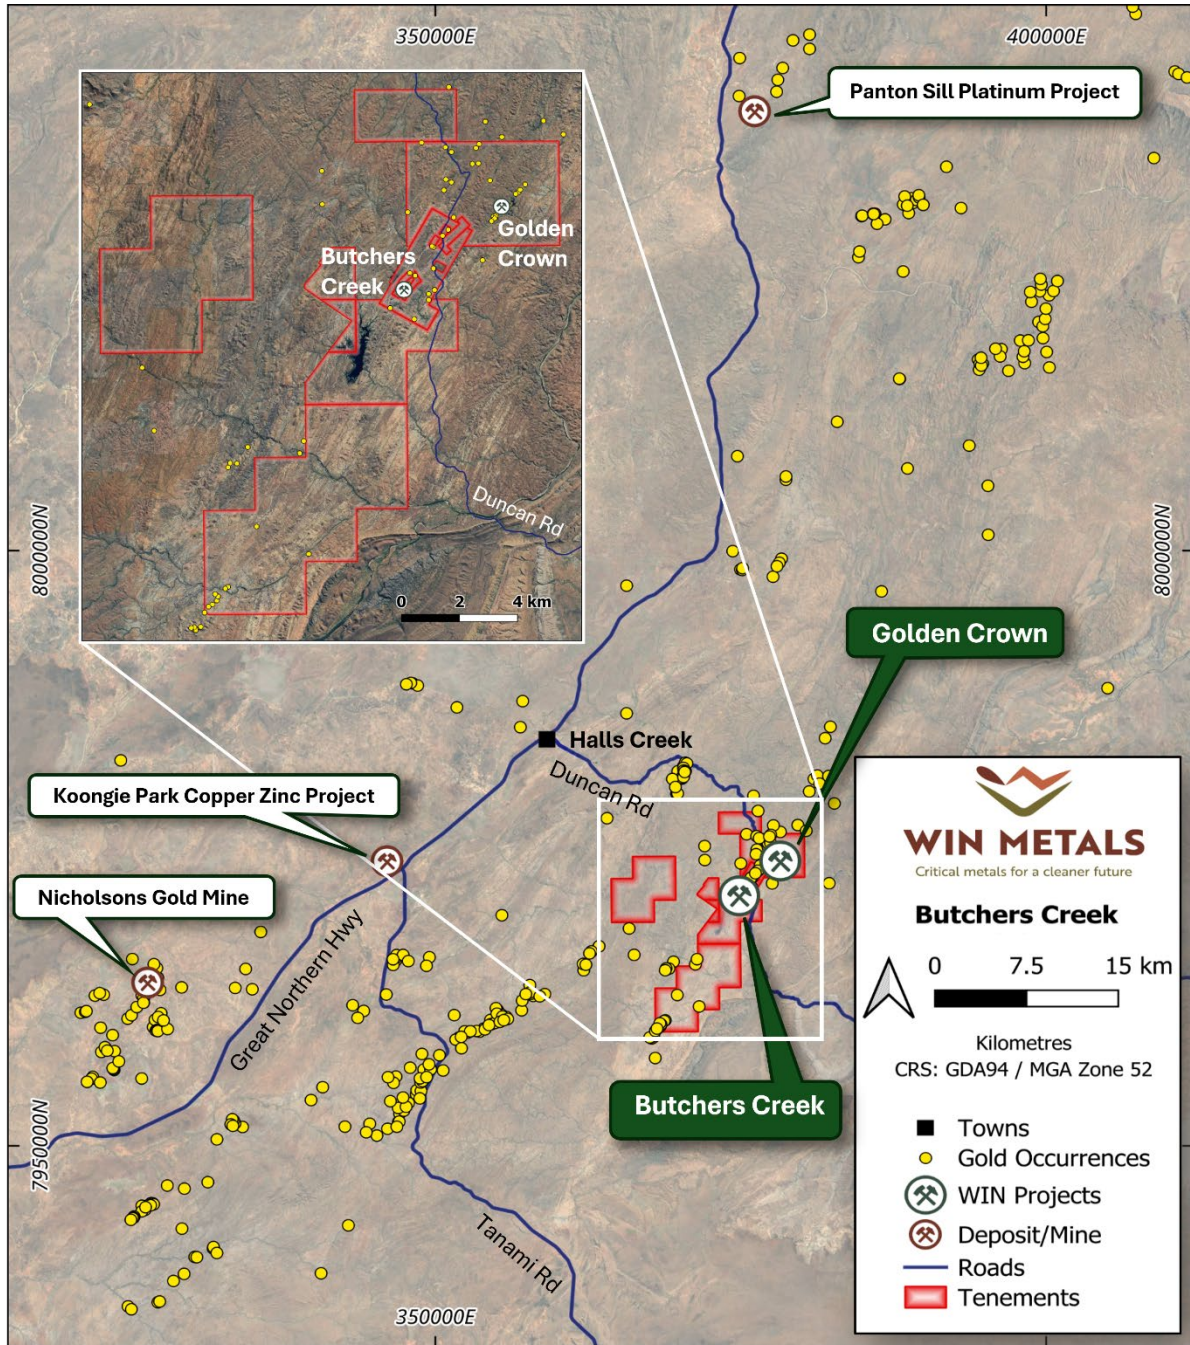 350000E
400000E
Panton Sill Platinum Project
Golden
Crown
Butchers
Creek
Duncan Rd
0 2 4 km
8000000N
8000000N
Golden Crown
Halls Creek
Duncan Rd
Koongie Park Copper Zinc Project
Nicholsons Gold Mine
Great Northern Hwy
Butchers Creek
7950000N
Tanami Rd
350000E
WIN METALS
Critical metals for a cleaner future
Butchers Creek
0 7.5 15 km
Kilometres
CRS: GDA94 / MGA Zone 52
Towns
Gold Occurrences
WIN Projects
Deposit/Mine
Roads
Tenements